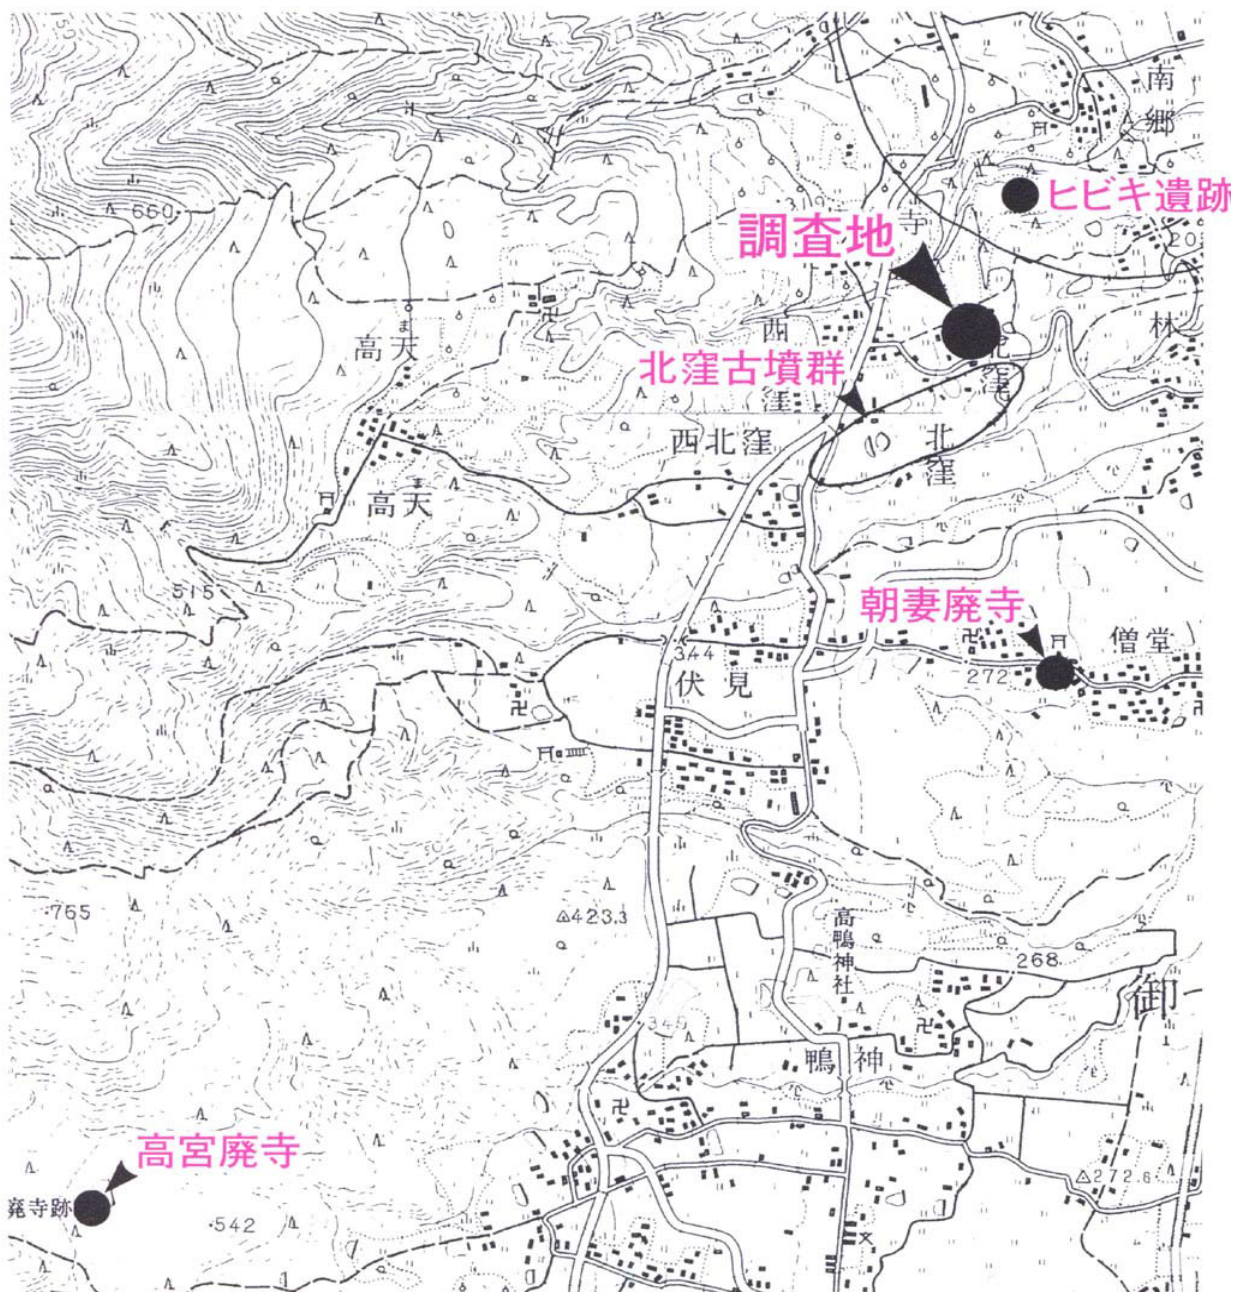 南郷
660
ヒビキ遺跡
調査地
寺
林
高天
ま
西
北窪古墳群
窪
西北窪
北窪
高天
ま
515
朝妻廃寺
僧堂
344
272
伏見
765
423.3
高鴨神社
268
御
鴨神
高宮廃寺
272.6
廃寺跡
542
文